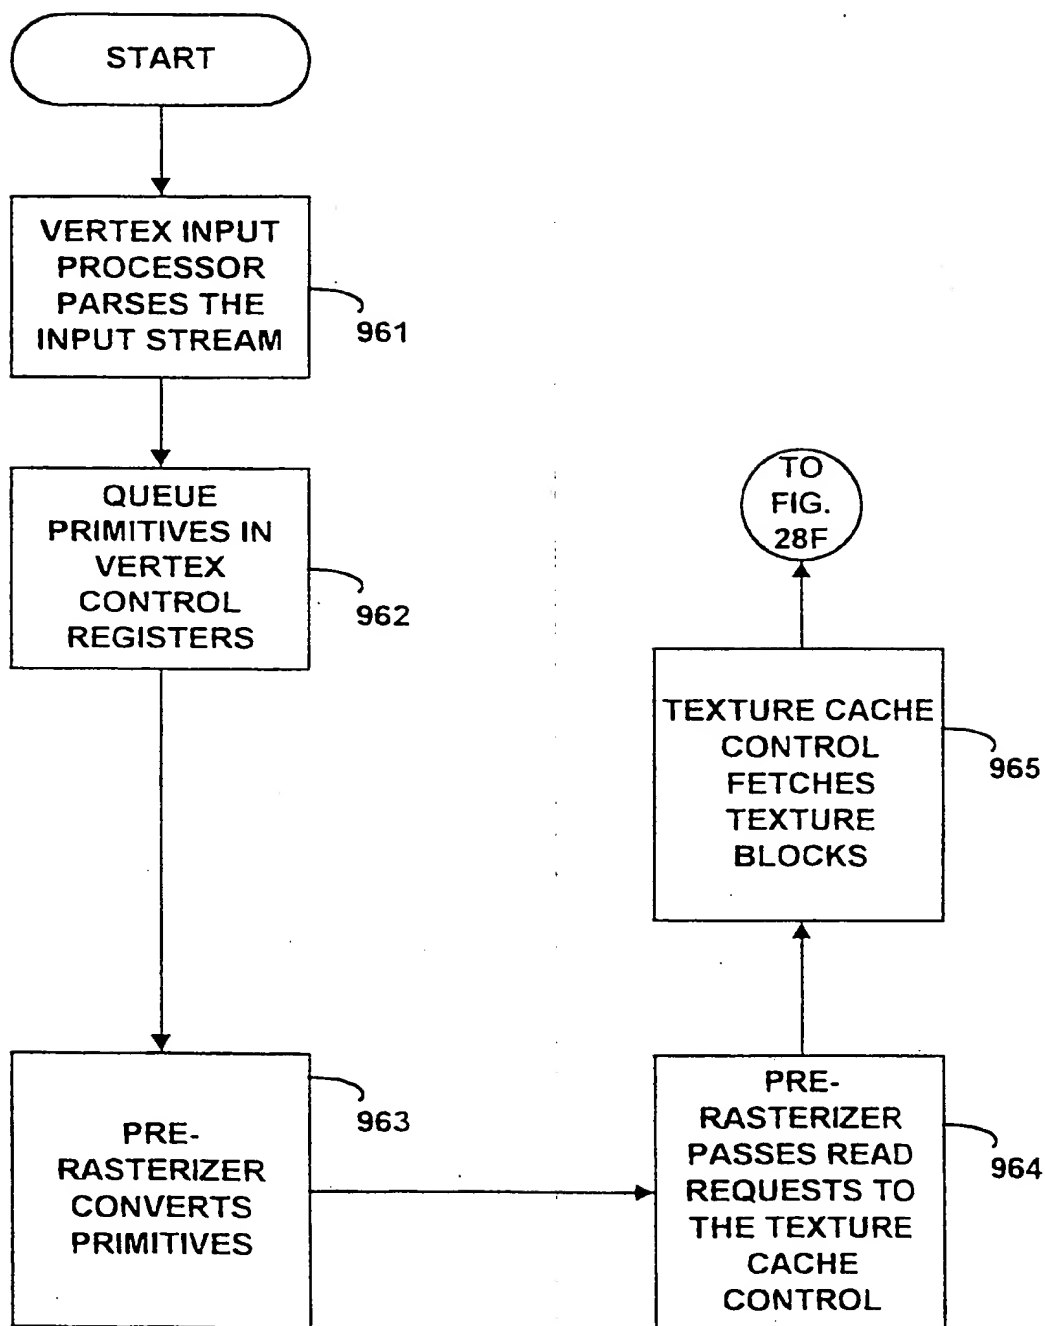 START
VERTEX INPUT
PROCESSOR
PARSES THE
INPUT STREAM
961
QUEUE
PRIMITIVES IN
VERTEX
CONTROL
REGISTERS
962
PRE-
RASTERIZER
CONVERTS
PRIMITIVES
963
PRE-
RASTERIZER
PASSES READ
REQUESTS TO
THE TEXTURE
CACHE
CONTROL
964
TEXTURE CACHE
CONTROL
FETCHES
TEXTURE
BLOCKS
965
TO
FIG.
28F